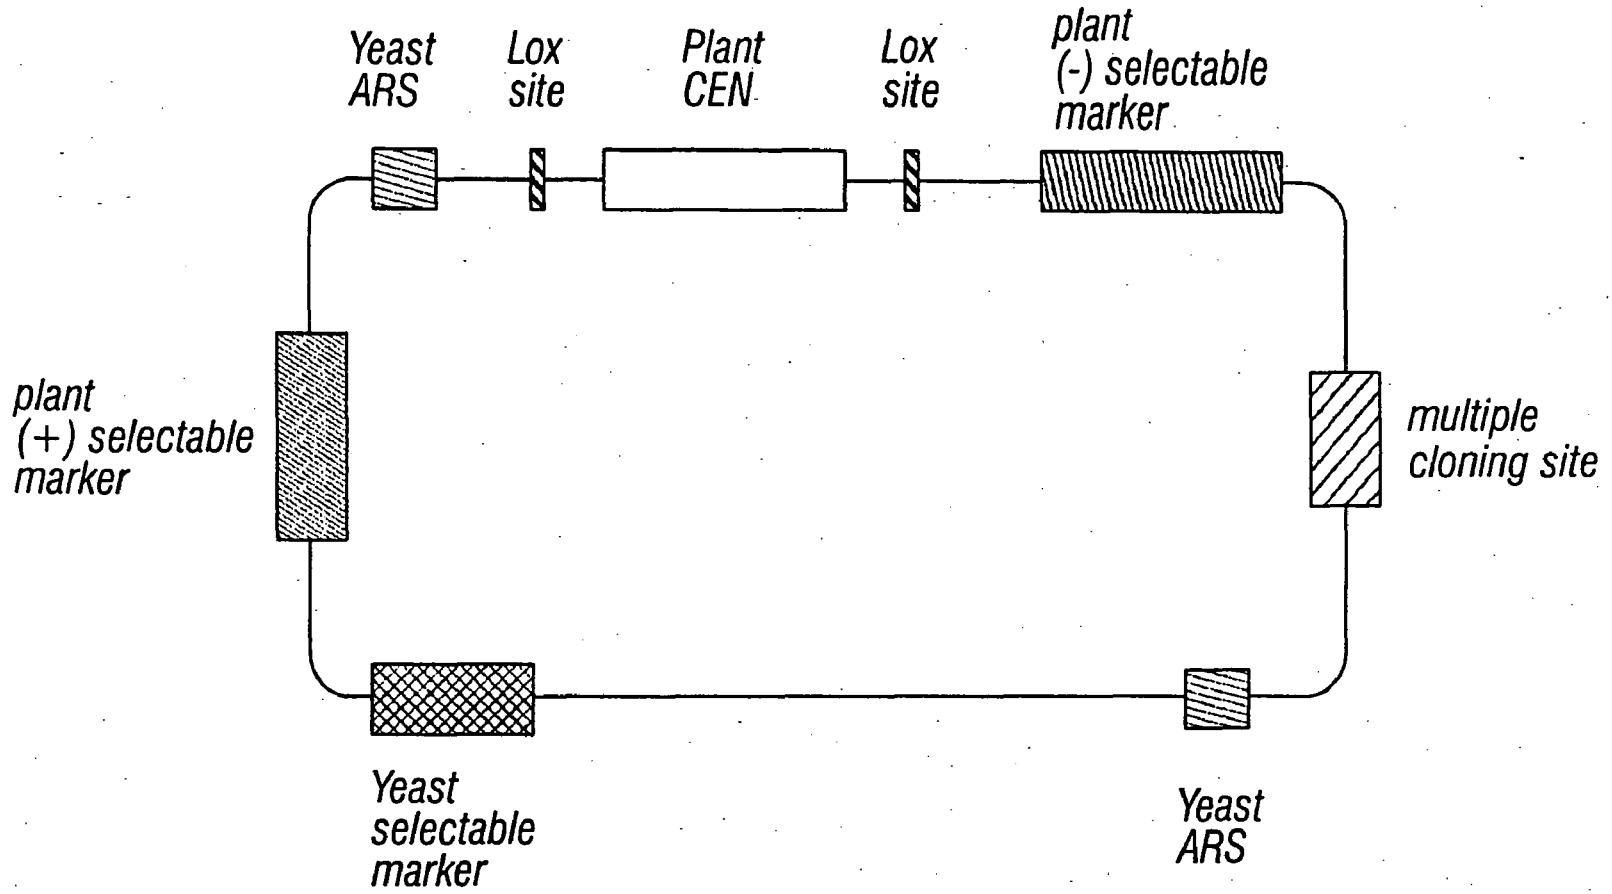 Yeast
ARS
Lox
site
Plant
CEN
Lox
site
plant
(-) selectable
marker
plant
(+) selectable
marker
multiple
cloning site
Yeast
selectable
marker
Yeast
ARS